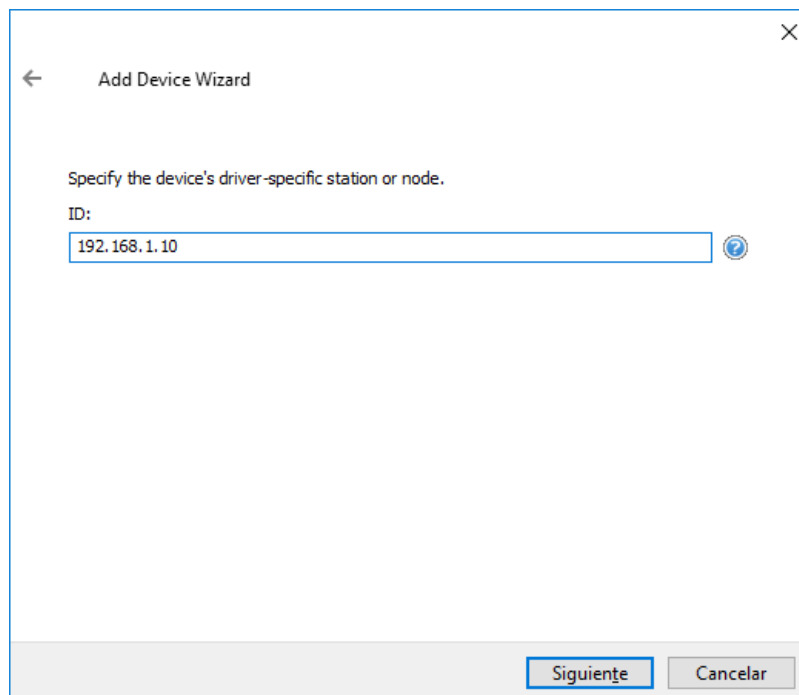 Add Device Wizard
Specify the device's driver-specific station or node.
ID:
192.168.1.10
Siguiente Cancelar